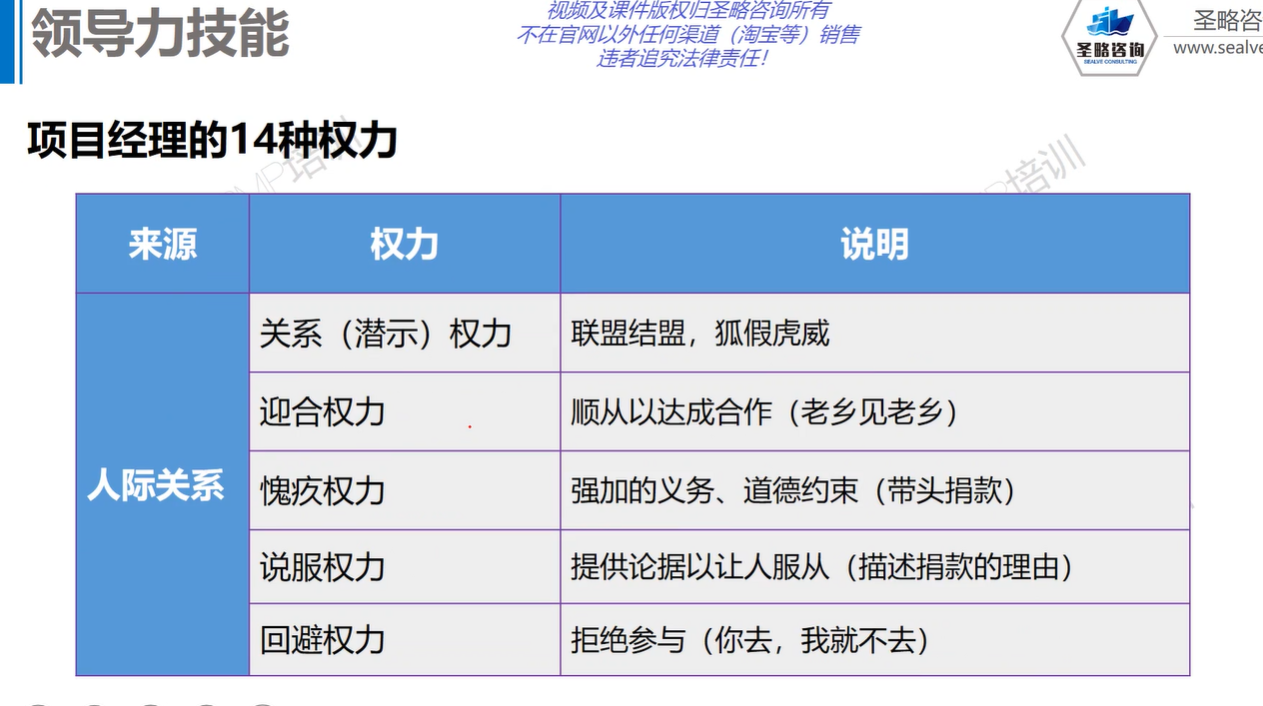 领导力技能
视频及课件版权归圣略咨询所有
不在官网以外任何渠道（淘宝等）销售
违者追究法律责任！
圣略咨询
SEALVE CONSULTING
圣略咨
www.sealve
项目经理的14种权力
MP培训
培训
来源 权力 说明
人际关系
关系（潜示）权力 联盟结盟，狐假虎威
迎合权力 顺从以达成合作（老乡见老乡）
愧疚权力 强加的义务、道德约束（带头捐款）
说服权力 提供论据以让人服从（描述捐款的理由）
回避权力 拒绝参与（你去，我就不去）